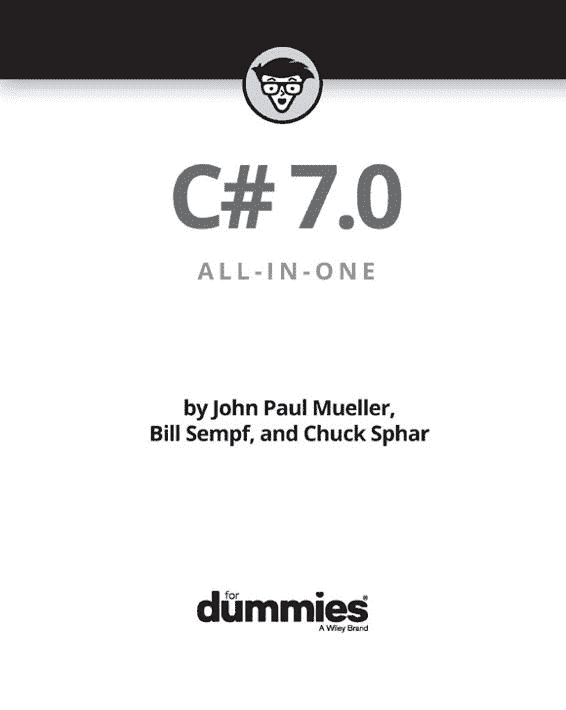 C# 7.0
ALL-IN-ONE
by John Paul Mueller,
Bill Sempf, and Chuck Sphar
for
dummies®
A Wiley Brand